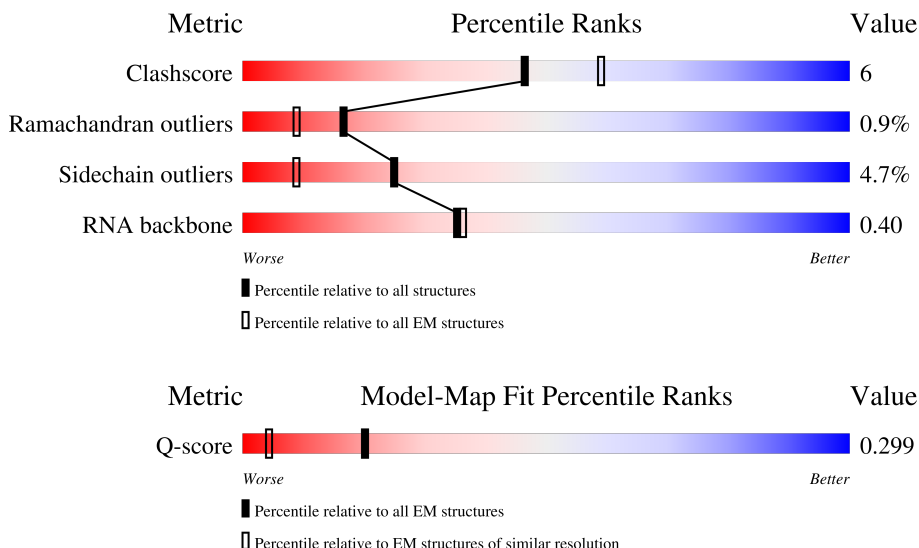 Metric Percentile Ranks Value
Clashscore 6
Ramachandran outliers 0.9%
Sidechain outliers 4.7%
RNA backbone 0.40
Worse Better
Percentile relative to all structures
Percentile relative to all EM structures
Metric Model-Map Fit Percentile Ranks Value
Q-score 0.299
Worse Better
Percentile relative to all EM structures
Percentile relative to EM structures of similar resolution